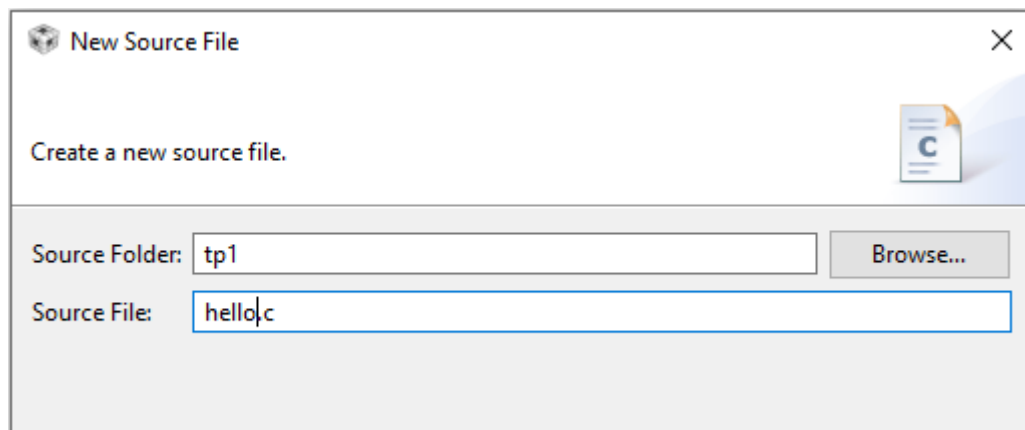 New Source File
Create a new source file.
C
Source Folder: tp1 Browse...
Source File: hello.c